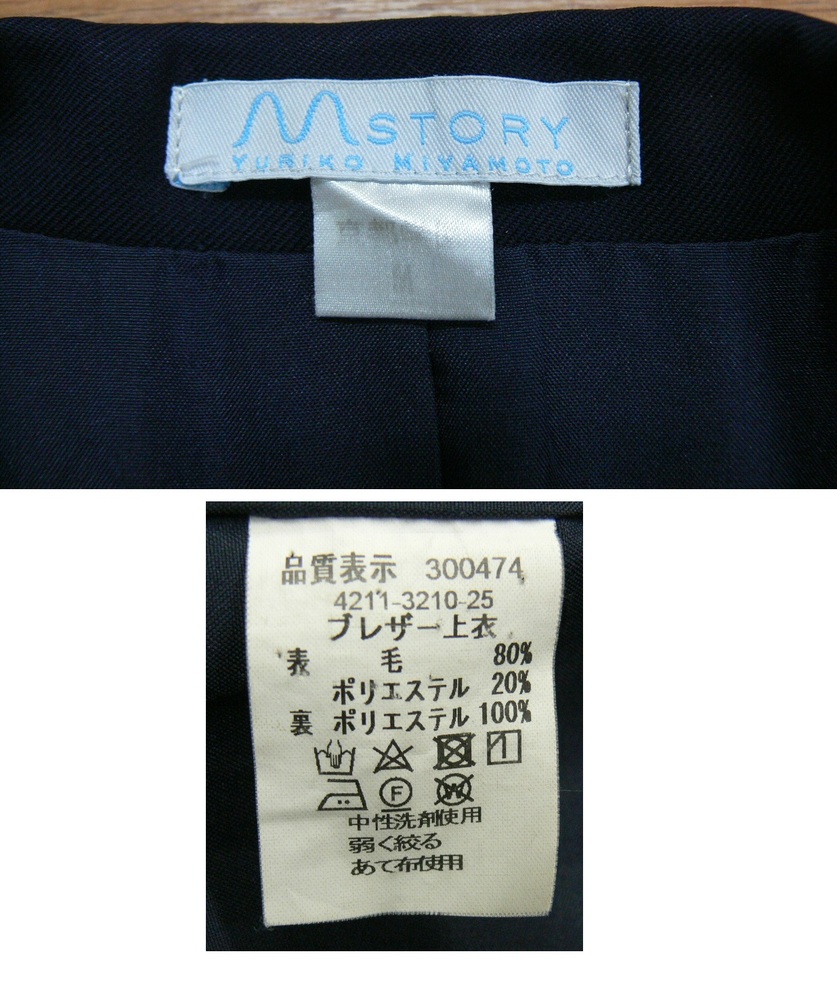 MSTORY
YURIKO MIYAMOTO
M
品質表示 300474
4211-3210-25
ブレザー上衣
表 毛 80%
ポリエステル 20%
裏 ポリエステル 100%
F
W
中性洗剤使用
弱く絞る
あて布使用